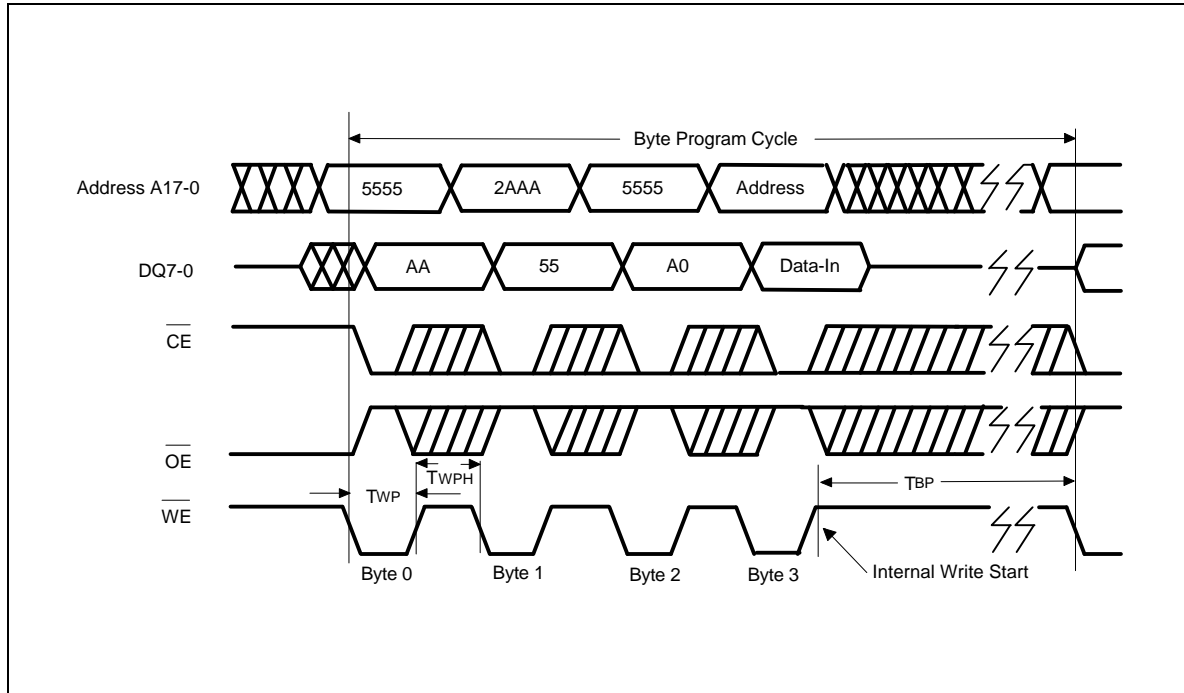 Byte Program Cycle
Address A17-0
5555
2AAA
5555
Address
DQ7-0
AA
55
A0
Data-In
CE
OE
TWPH
TWP
TBP
WE
Byte 0
Byte 1
Byte 2
Byte 3
Internal Write Start